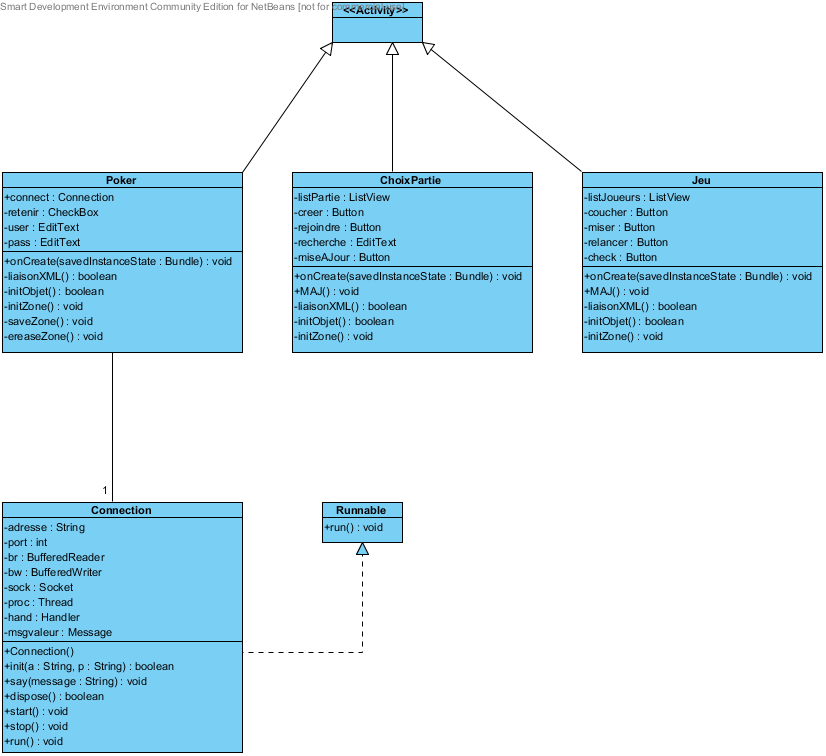 Smart Development Environment Community Edition for NetBeans [not for commercial use]
<<Activity>>
Poker
+connect : Connection
-retenir : CheckBox
-user : EditText
-pass : EditText
+onCreate(savedInstanceState : Bundle) : void
-liaisonXML() : boolean
-initObjet() : boolean
-initZone() : void
-saveZone() : void
-ereaseZone() : void
ChoixPartie
-listPartie : ListView
-creer : Button
-rejoindre : Button
-recherche : EditText
-miseAJour : Button
+onCreate(savedInstanceState : Bundle) : void
+MAJ() : void
-liaisonXML() : boolean
-initObjet() : boolean
-initZone() : void
Jeu
-listJoueurs : ListView
-coucher : Button
-miser : Button
-relancer : Button
-check : Button
+onCreate(savedInstanceState : Bundle) : void
+MAJ() : void
-liaisonXML() : boolean
-initObjet() : boolean
-initZone() : void
1
Connection
-adresse : String
-port : int
-br : BufferedReader
-bw : BufferedWriter
-sock : Socket
-proc : Thread
-hand : Handler
-msgvaleur : Message
+Connection()
+init(a : String, p : String) : boolean
+say(message : String) : void
+dispose() : boolean
+start() : void
+stop() : void
+run() : void
Runnable
+run() : void